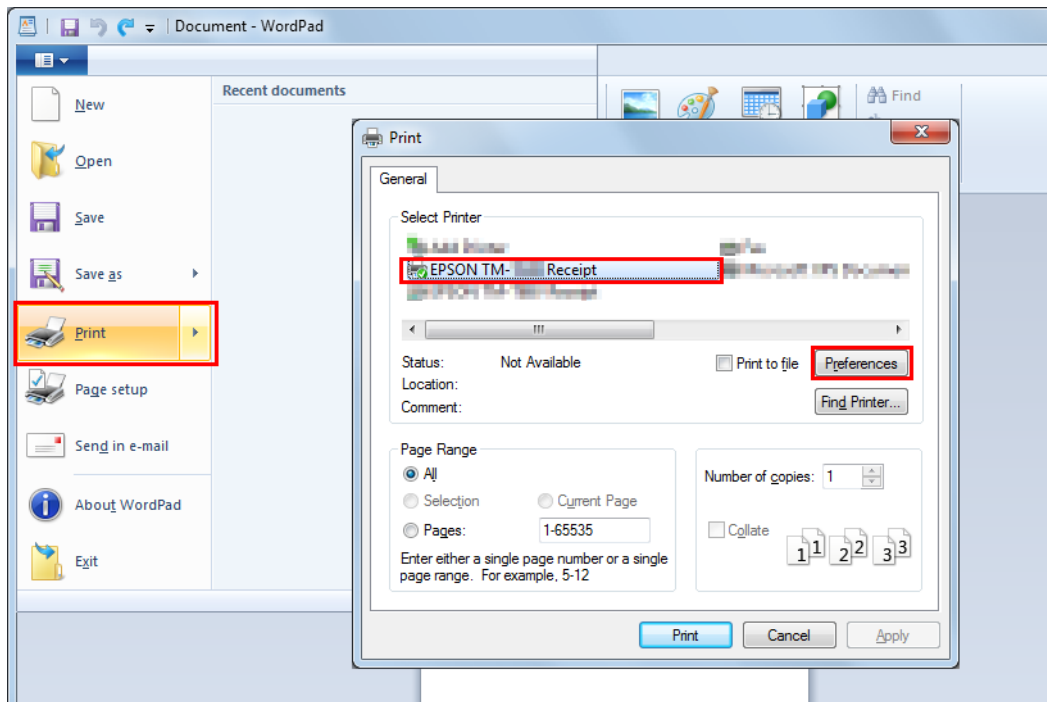 Document - WordPad
New
Open
Save
Save as
Print
Page setup
Send in e-mail
About WordPad
Exit
Recent documents
Find
Print
General
Select Printer
EPSON TM- Receipt
Status: Not Available
Location:
Comment:
Print to file
Preferences
Find Printer...
Page Range
All
Selection
Current Page
Pages: 1-65535
Enter either a single page number or a single
page range. For example, 5-12
Number of copies: 1
Collate
1 1 2 2 3 3
Print Cancel Apply